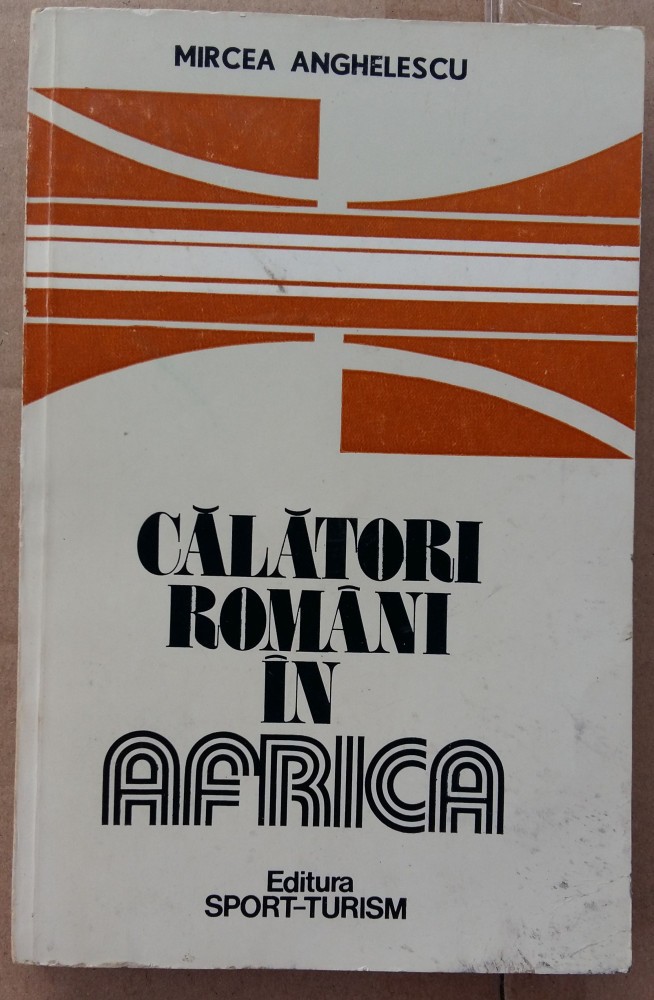 MIRCEA ANGHELESCU
CĂLĂTORI
ROMÂNI
ÎN
AFRICA
Editura
SPORT-TURISM